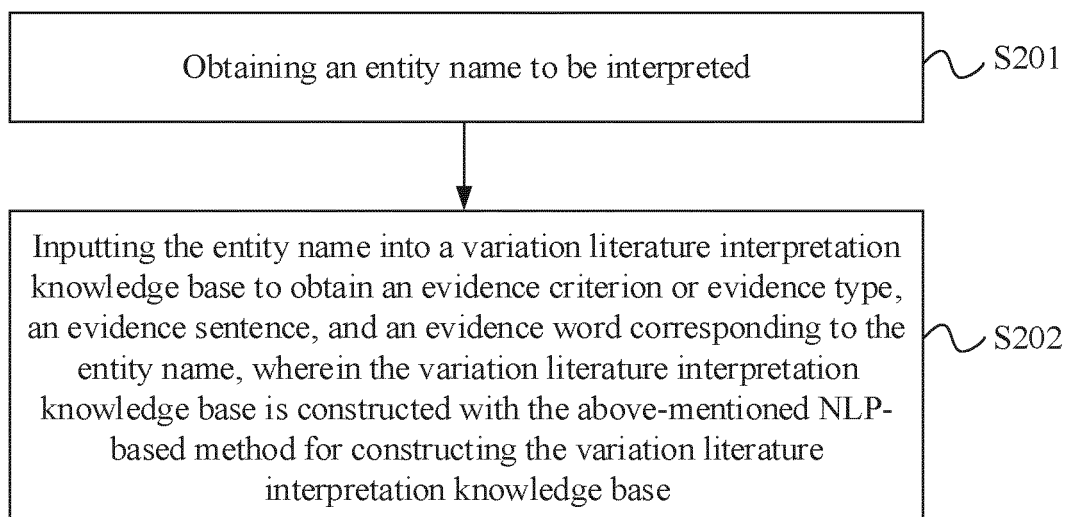 Obtaining an entity name to be interpreted
S201
Inputting the entity name into a variation literature interpretation
knowledge base to obtain an evidence criterion or evidence type,
an evidence sentence, and an evidence word corresponding to the
entity name, wherein the variation literature interpretation
knowledge base is constructed with the above-mentioned NLP-
based method for constructing the variation literature
interpretation knowledge base
S202